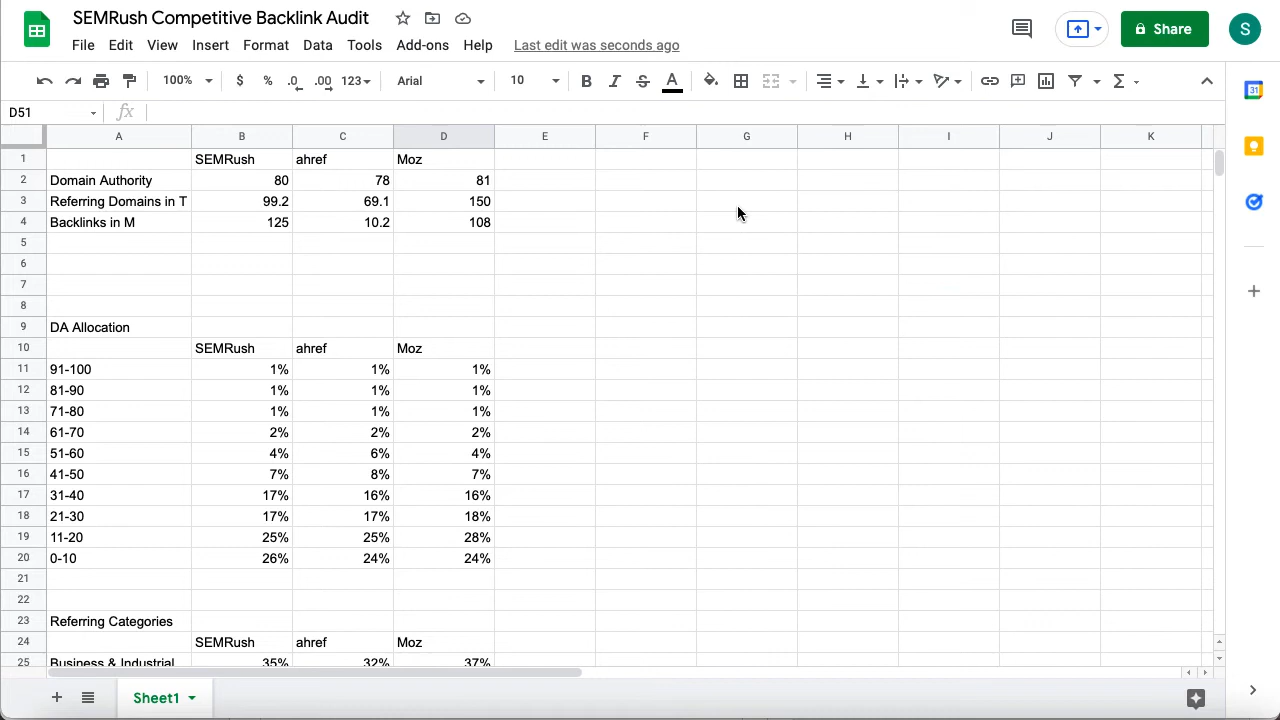 SEMRush Competitive Backlink Audit
File Edit View Insert Format Data Tools Add-ons Help Last edit was seconds ago
Share
S
100% $ % .0 .00 123 Arial 10 B I S A
31
D51 fx
A B C D E F G H I J K
1 SEMRush ahref Moz
2 Domain Authority 80 78 81
3 Referring Domains in T 99.2 69.1 150
4 Backlinks in M 125 10.2 108
5
6
7
8
9 DA Allocation
10 SEMRush ahref Moz
11 91-100 1% 1% 1%
12 81-90 1% 1% 1%
13 71-80 1% 1% 1%
14 61-70 2% 2% 2%
15 51-60 4% 6% 4%
16 41-50 7% 8% 7%
17 31-40 17% 16% 16%
18 21-30 17% 17% 18%
19 11-20 25% 25% 28%
20 0-10 26% 24% 24%
21
22
23 Referring Categories
24 SEMRush ahref Moz
25 Business & Industrial 35% 32% 37%
Sheet1